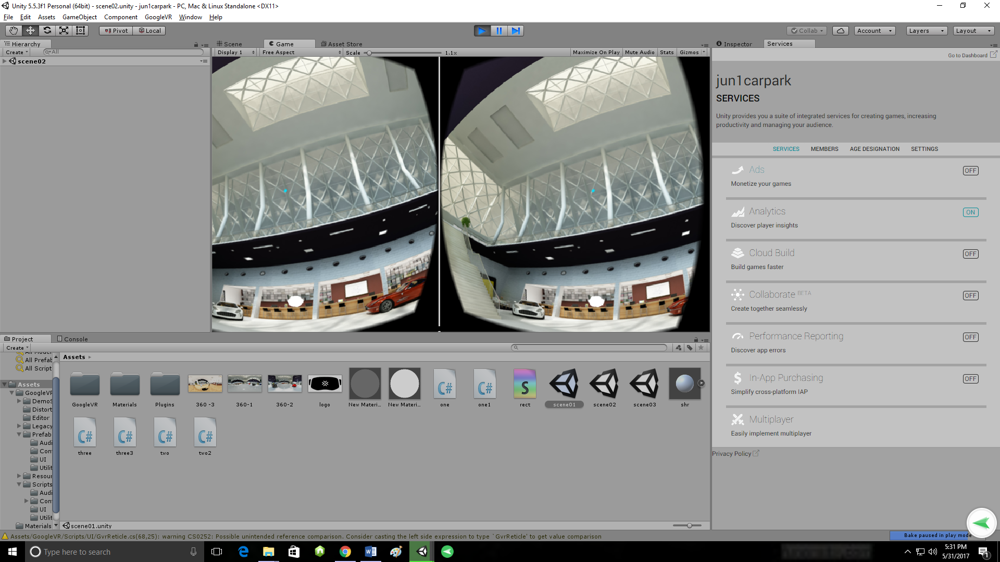 Unity 5.5.3f1 Personal (64bit) - scene02.unity - jun1carpark - PC, Mac & Linux Standalone <DX11>
File Edit Assets GameObject Component GoogleVR Window Help
Pivot Local Collab Account Layers Layout
Hierarchy
Create All
scene02
Scene Game Asset Store
Display 1 Free Aspect Scale 1.1x Maximize On Play Mute Audio Stats Gizmos
Inspector Services
Go to Dashboard
jun1carpark
SERVICES
Unity provides you a suite of integrated services for creating games, increasing
productivity and managing your audience.
SERVICES MEMBERS AGE DESIGNATION SETTINGS
Ads OFF
Monetize your games
Analytics ON
Discover player insights
Cloud Build OFF
Build games faster
Collaborate BETA OFF
Create together seamlessly
Performance Reporting OFF
Discover app errors
In-App Purchasing OFF
Simplify cross-platform IAP
Multiplayer
Easily implement multiplayer
Privacy Policy
Project Console
Create
All Prefab
All Script
Assets
GoogleVR
DemoS
Distort
Editor
Legacy
Prefab
Audi
Con
UI
Utilit
Resour
Scripts
Audi
Con
UI
Utilit
Materials
Assets
GoogleVR Materials Plugins 360 -3 360-1 360-2 logo New Materi... New Materi... one one1 rect scene01 scene02 scene03 shr
three three3 two two2
scene01.unity
Assets/GoogleVR/Scripts/UI/GvrReticle.cs(68,25): warning CS0252: Possible unintended reference comparison. Consider casting the left side expression to type `GvrReticle' to get value comparison
Bake paused in play mode
Type here to search
5:31 PM
5/31/2017
1